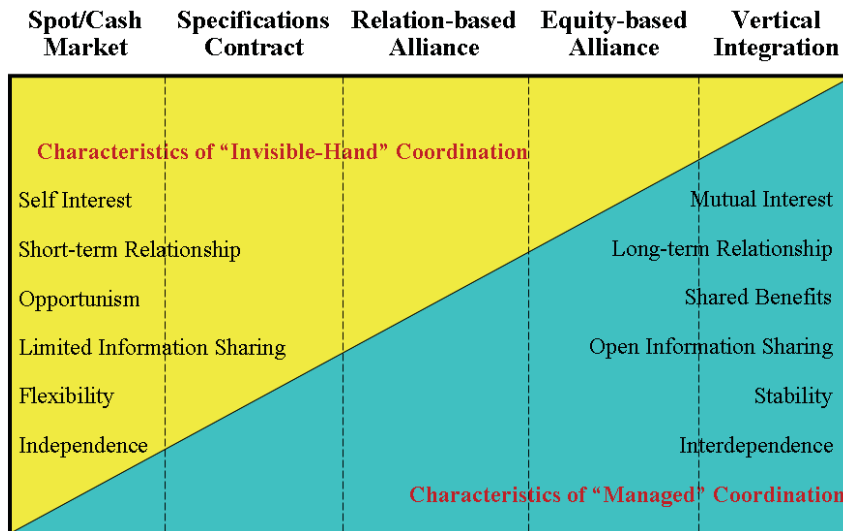 Spot/Cash Specifications Relation-based Equity-based Vertical
Market Contract Alliance Alliance Integration
Characteristics of “Invisible-Hand” Coordination
Self Interest Mutual Interest
Short-term Relationship Long-term Relationship
Opportunism Shared Benefits
Limited Information Sharing Open Information Sharing
Flexibility Stability
Independence Interdependence
Characteristics of “Managed” Coordination